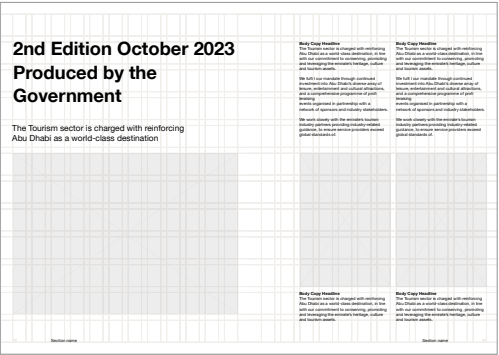 2nd Edition October 2023
Produced by the
Government
The Tourism sector is charged with reinforcing
Abu Dhabi as a world-class destination
Body Copy Headline
The Tourism sector is charged with reinforcing
Abu Dhabi as a world-class destination, in line
with our commitment to conserving, promoting
and leveraging the emirate's heritage, culture
and tourism assets.
We fulfil our mandate through continued
investment into Abu Dhabi's diverse array of
leisure, entertainment and cultural attractions,
and a comprehensive programme of profi
leraising
events organised in partnership with a
network of sponsors and industry stakeholders.
We work closely with the emirate's tourism
industry partners providing industry-related
guidance, to ensure service providers exceed
global standards of.
Body Copy Headline
The Tourism sector is charged with reinforcing
Abu Dhabi as a world-class destination, in line
with our commitment to conserving, promoting
and leveraging the emirate's heritage, culture
and tourism assets.
We fulfil our mandate through continued
investment into Abu Dhabi's diverse array of
leisure, entertainment and cultural attractions,
and a comprehensive programme of profi
leraising
events organised in partnership with a
network of sponsors and industry stakeholders.
We work closely with the emirate's tourism
industry partners providing industry-related
guidance, to ensure service providers exceed
global standards of.
Body Copy Headline
The Tourism sector is charged with reinforcing
Abu Dhabi as a world-class destination, in line
with our commitment to conserving, promoting
and leveraging the emirate's heritage, culture
and tourism assets.
Body Copy Headline
The Tourism sector is charged with reinforcing
Abu Dhabi as a world-class destination, in line
with our commitment to conserving, promoting
and leveraging the emirate's heritage, culture
and tourism assets.
Section name
Section name